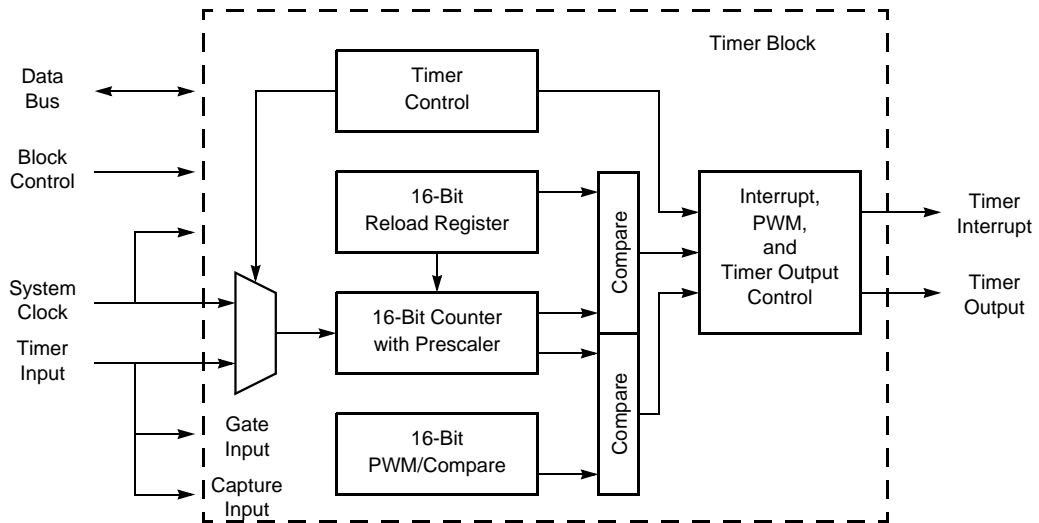 Timer Block
Data
Bus
Timer
Control
Block
Control
16-Bit
Reload Register
Compare
Interrupt,
PWM,
and
Timer Output
Control
Timer
Interrupt
System
Clock
16-Bit Counter
with Prescaler
Timer
Output
Timer
Input
Gate
Input
16-Bit
PWM/Compare
Compare
Capture
Input